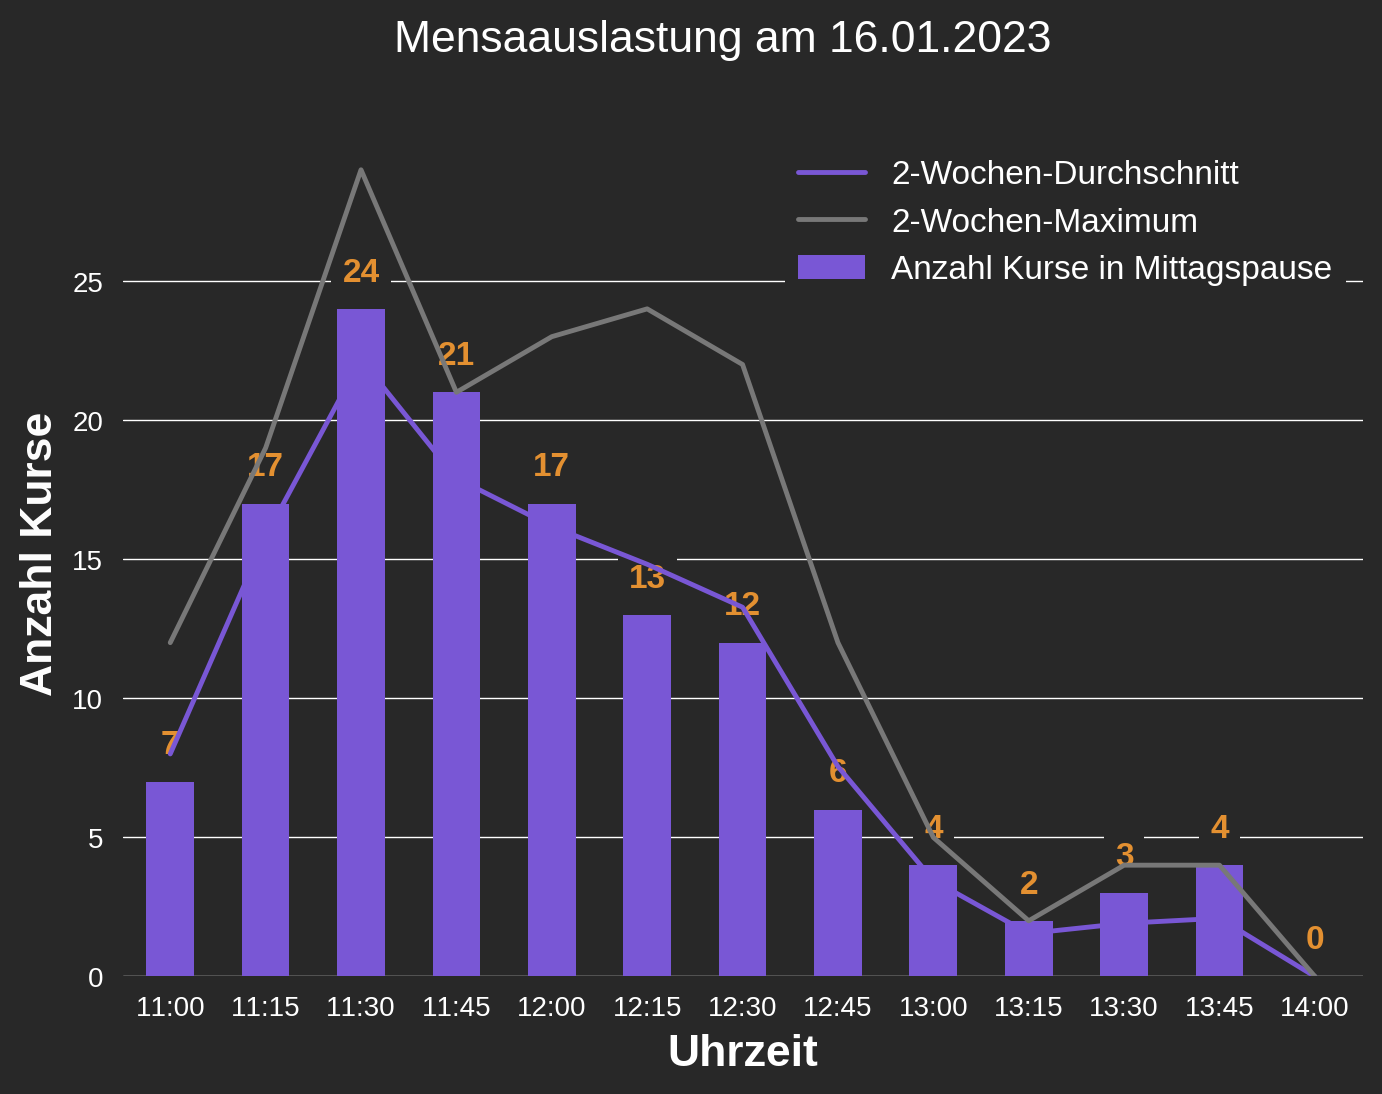 Mensaauslastung am 16.01.2023
2-Wochen-Durchschnitt
2-Wochen-Maximum
Anzahl Kurse in Mittagspause
Anzahl Kurse
25
20
15
10
5
0
7
17
24
21
17
13
12
6
4
2
3
4
0
11:00 11:15 11:30 11:45 12:00 12:15 12:30 12:45 13:00 13:15 13:30 13:45 14:00
Uhrzeit